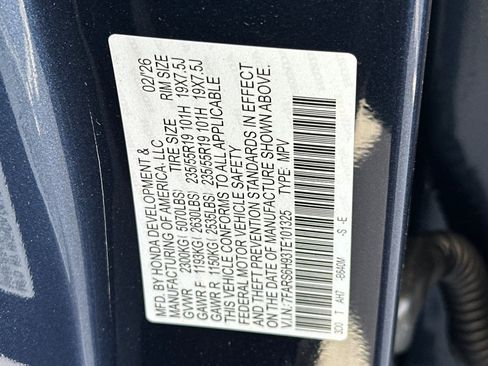 MFD. BY HONDA DEVELOPMENT & 02/26
MANUFACTURING OF AMERICA, LLC
TIRE SIZE RIM SIZE
GVWR 2300KG( 5070LBS)
GAWR F 1193KG( 2630LBS) 235/55R19 101H 19X7.5J
GAWR R 1150KG( 2535LBS) 235/55R19 101H 19X7.5J
THIS VEHICLE CONFORMS TO ALL APPLICABLE
FEDERAL MOTOR VEHICLE SAFETY
AND THEFT PREVENTION STANDARDS IN EFFECT
ON THE DATE OF MANUFACTURE SHOWN ABOVE.
V.I.N.: 7FARS6H93TE101325 TYPE: MPV
3D0 T AH7 -B640M -S -E